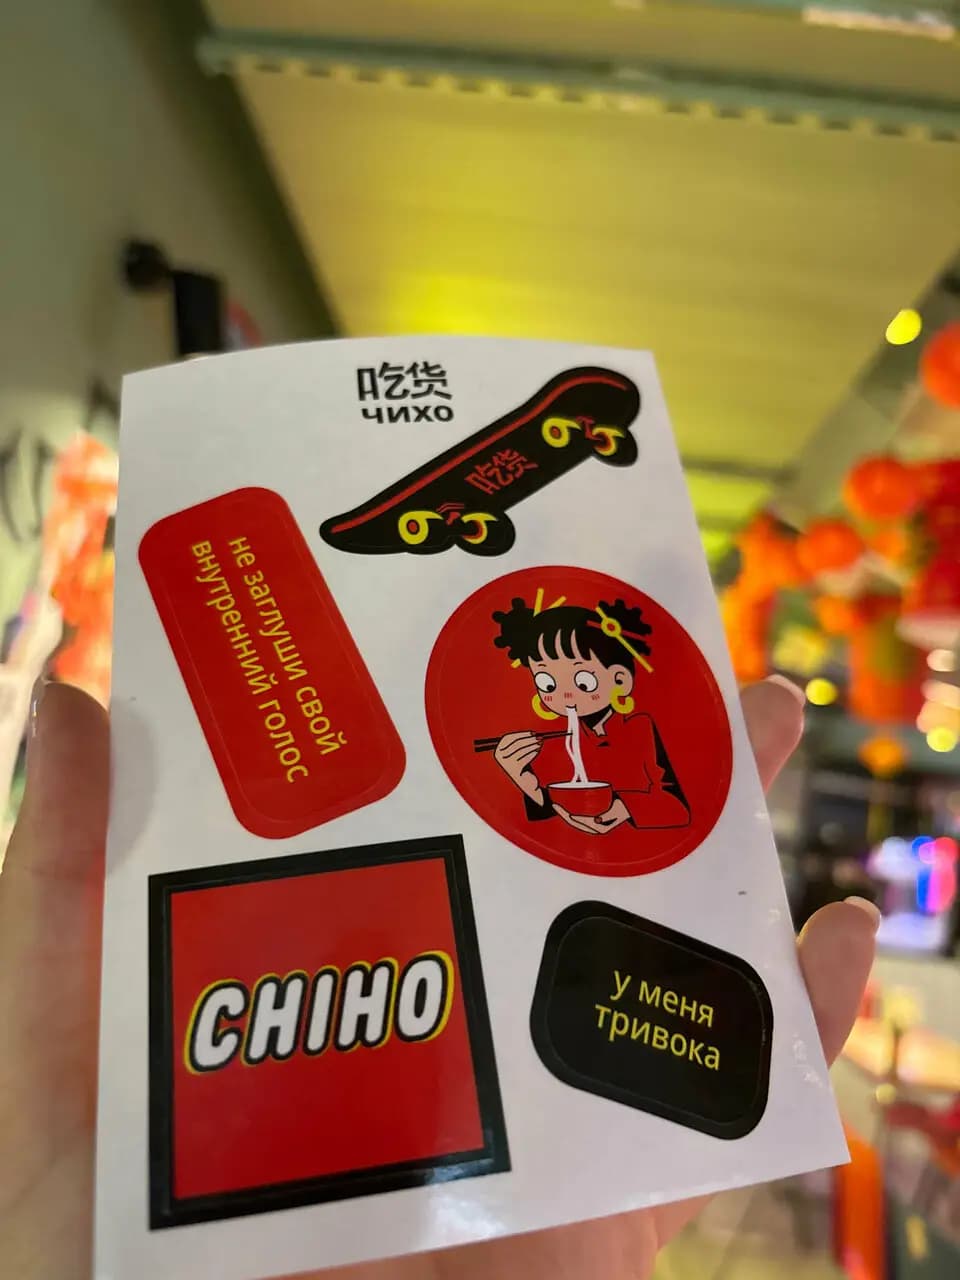 吃货
чихо
吃货
не заглуши свой
внутренний голос
CHIHO
у меня
тривока